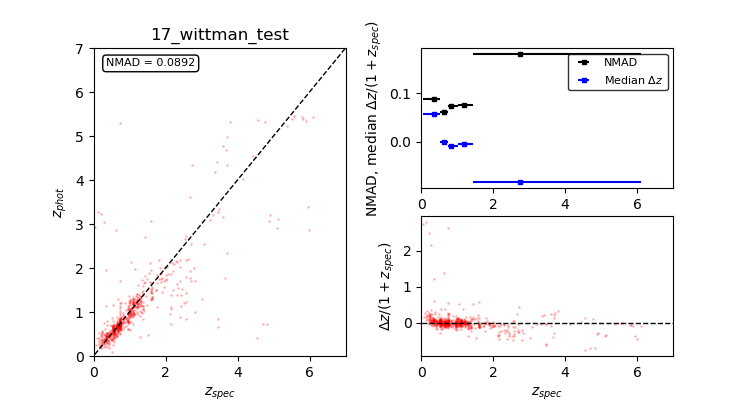 17_wittman_test
NMAD = 0.0892
7
6
5
4
3
2
1
0
z_phot
0 2 4 6
z_spec
NMAD, median Δz/(1 + z_spec)
0.1
0.0
NMAD
Median Δz
0 2 4 6
Δz/(1 + z_spec)
2
1
0
0 2 4 6
z_spec